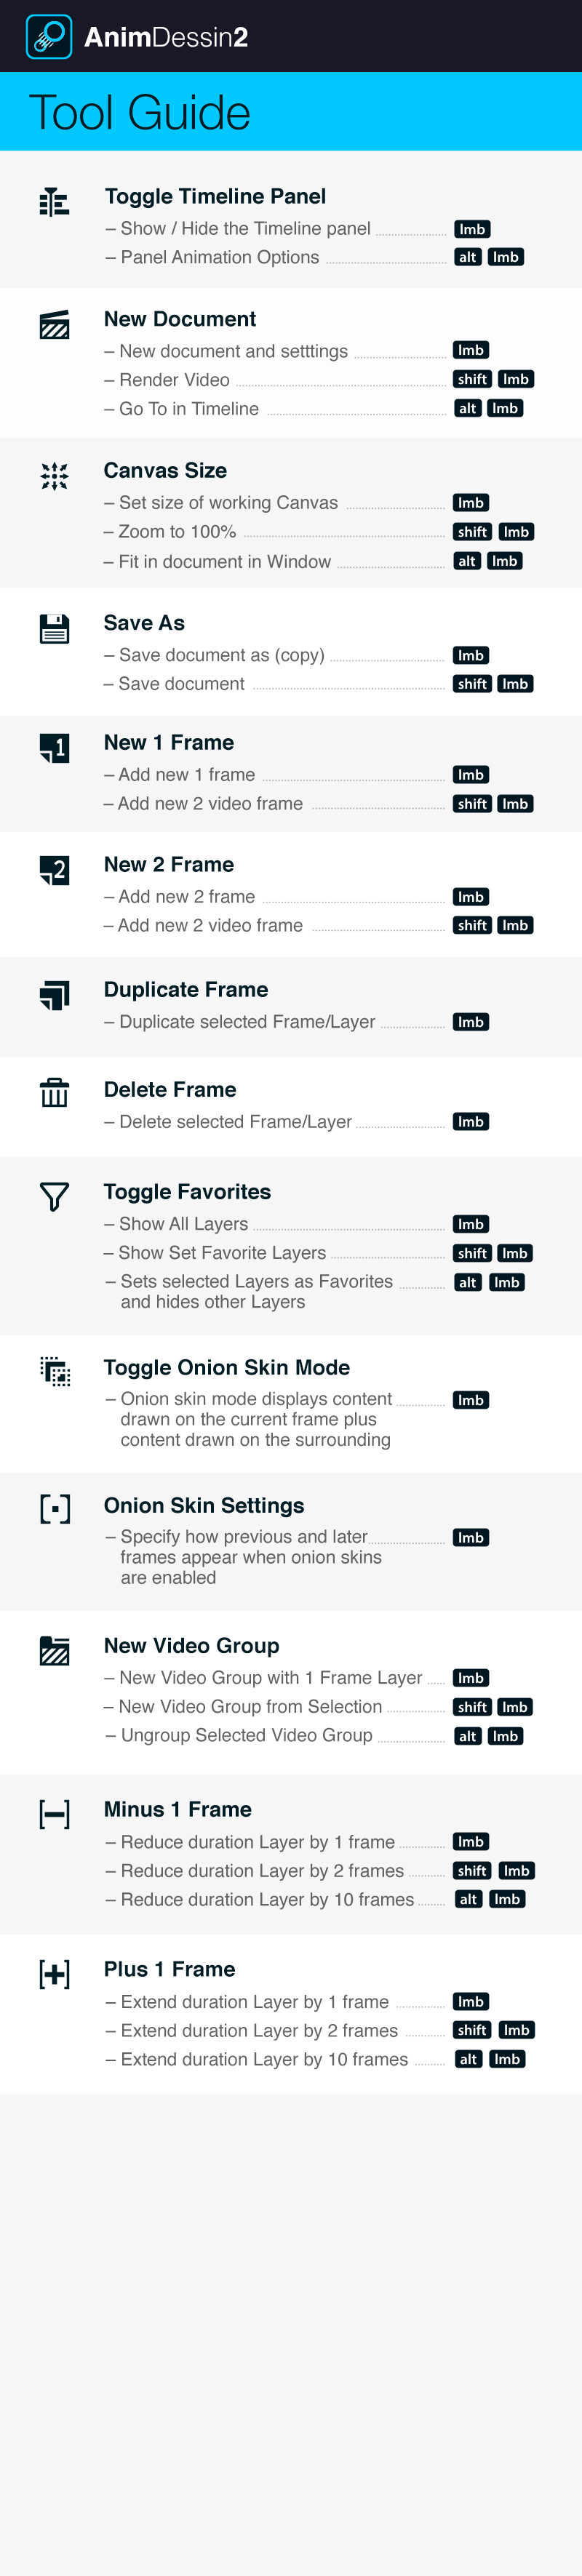 AnimDessin2
Tool Guide
Toggle Timeline Panel
– Show / Hide the Timeline panel lmb
– Panel Animation Options alt lmb
New Document
– New document and setttings lmb
– Render Video shift lmb
– Go To in Timeline alt lmb
Canvas Size
– Set size of working Canvas lmb
– Zoom to 100% shift lmb
– Fit in document in Window alt lmb
Save As
– Save document as (copy) lmb
– Save document shift lmb
1 New 1 Frame
– Add new 1 frame lmb
– Add new 2 video frame shift lmb
2 New 2 Frame
– Add new 2 frame lmb
– Add new 2 video frame shift lmb
Duplicate Frame
– Duplicate selected Frame/Layer lmb
Delete Frame
– Delete selected Frame/Layer lmb
Toggle Favorites
– Show All Layers lmb
– Show Set Favorite Layers shift lmb
– Sets selected Layers as Favorites alt lmb
and hides other Layers
Toggle Onion Skin Mode
– Onion skin mode displays content lmb
drawn on the current frame plus
content drawn on the surrounding
Onion Skin Settings
– Specify how previous and later lmb
frames appear when onion skins
are enabled
New Video Group
– New Video Group with 1 Frame Layer lmb
– New Video Group from Selection shift lmb
– Ungroup Selected Video Group alt lmb
Minus 1 Frame
– Reduce duration Layer by 1 frame lmb
– Reduce duration Layer by 2 frames shift lmb
– Reduce duration Layer by 10 frames alt lmb
Plus 1 Frame
– Extend duration Layer by 1 frame lmb
– Extend duration Layer by 2 frames shift lmb
– Extend duration Layer by 10 frames alt lmb